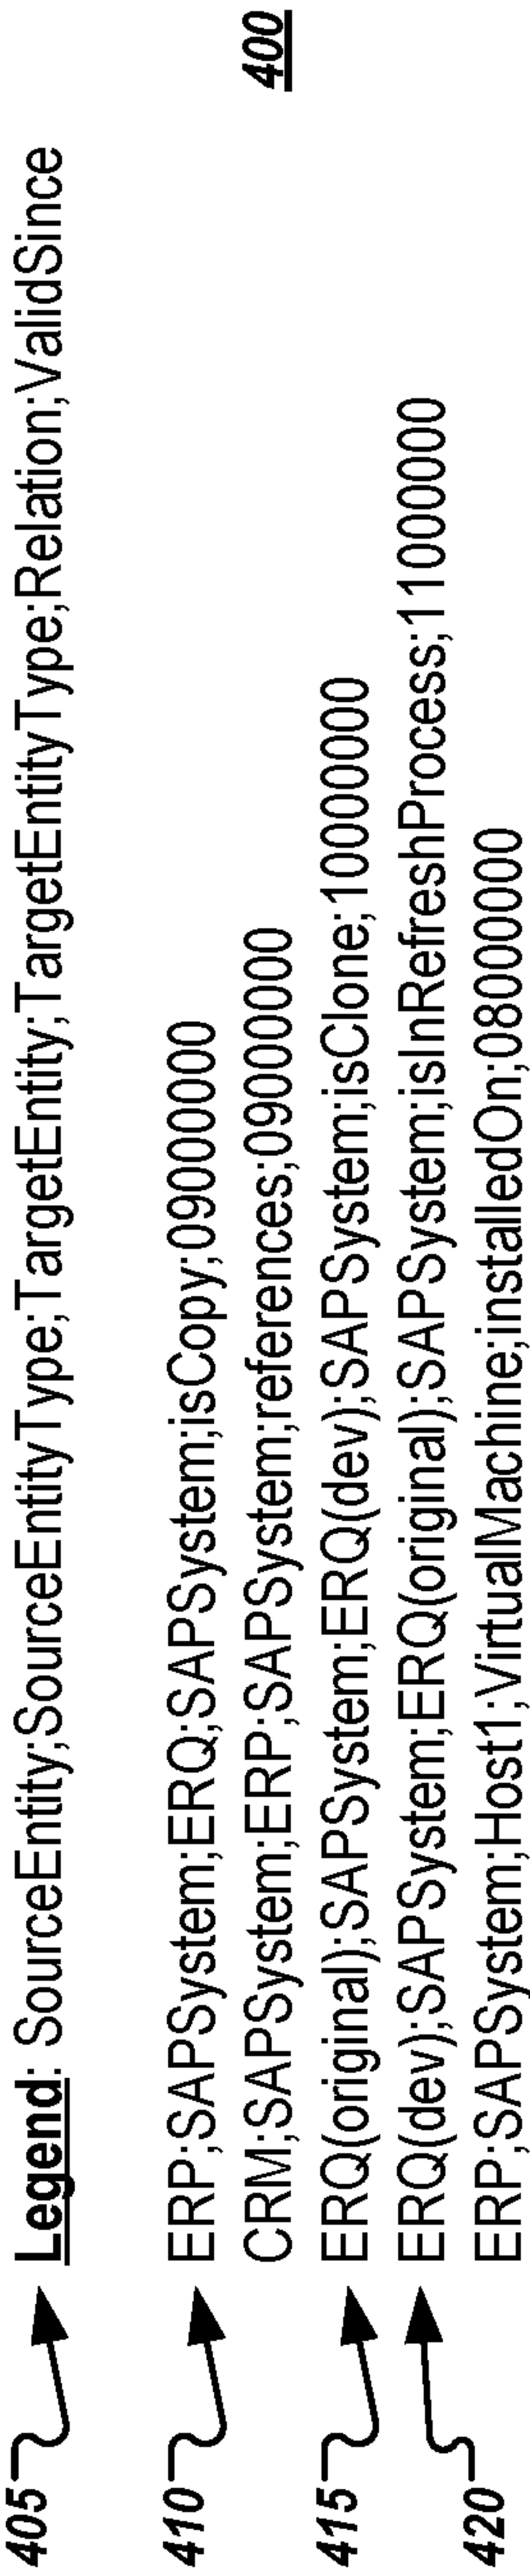 400
405 Legend: SourceEntity;SourceEntityType;TargetEntity;TargetEntityType;Relation;ValidSince
410 ERP;SAPSystem;ERQ;SAPSystem;isCopy;09000000
CRM;SAPSystem;ERP;SAPSystem;references;09000000
415 ERQ(original);SAPSystem;ERQ(dev);SAPSystem;isClone;10000000
420 ERQ(dev);SAPSystem;ERQ(original);SAPSystem;isInRefreshProcess;11000000
ERP;SAPSystem;Host1;VirtualMachine;installedOn;08000000